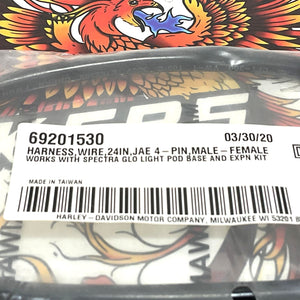 69201530 03/30/20
HARNESS,WIRE,24IN,JAE 4-PIN,MALE-FEMALE
WORKS WITH SPECTRA GLO LIGHT POD BASE AND EXPN KIT
MADE IN TAIWAN
HARLEY-DAVIDSON MOTOR COMPANY, MILWAUKEE WI 53201